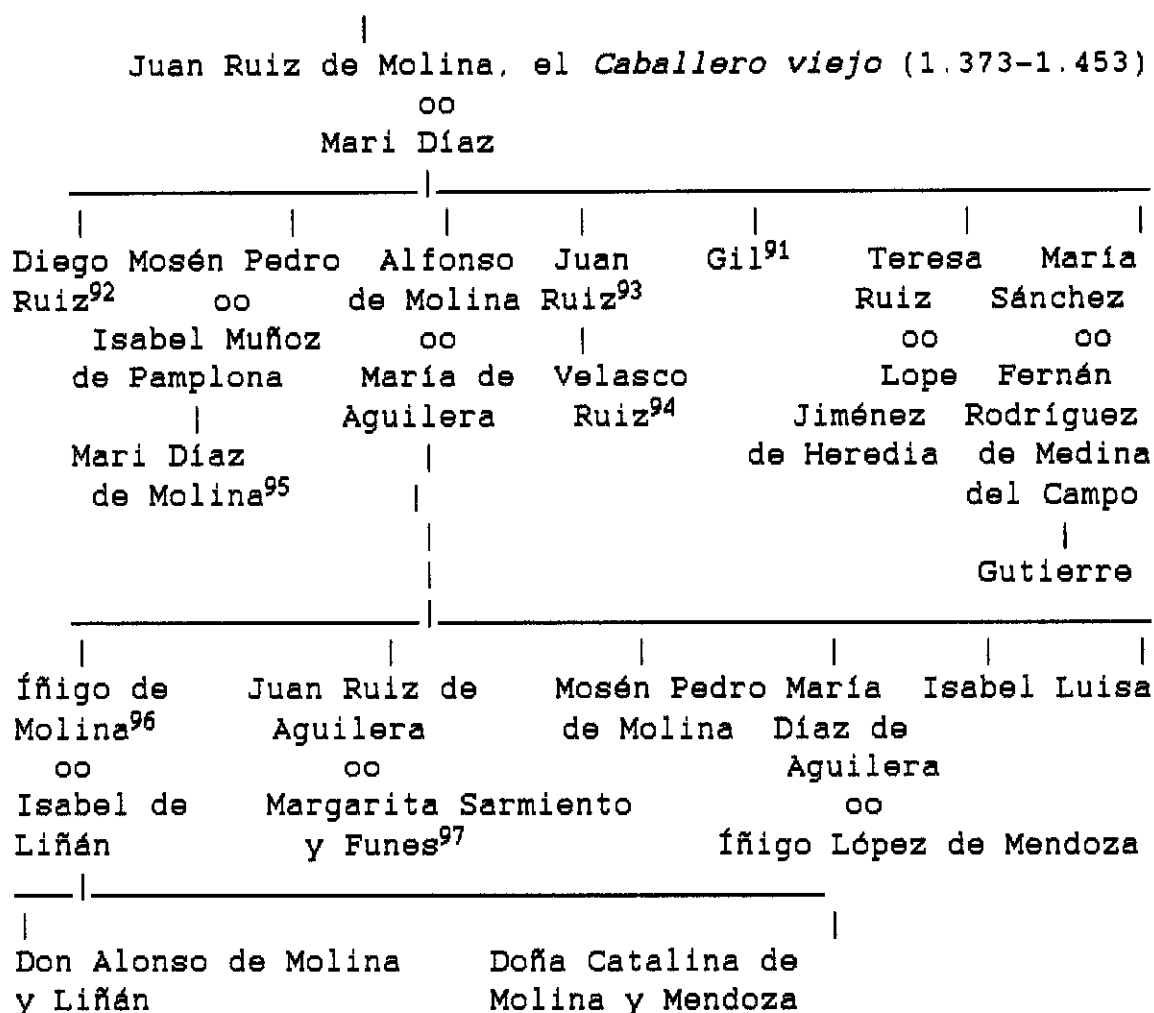 Juan Ruiz de Molina, el Caballero viejo (1.373-1.453)
oo
Mari Díaz
Diego Mosén Pedro Alfonso Juan Gil91 Teresa María
Ruiz92 oo de Molina Ruiz93 Ruiz Sánchez
Isabel Muñoz oo oo oo
de Pamplona María de Velasco Lope Fernán
Aguilera Ruiz94 Jiménez Rodríguez
Mari Díaz de Heredia de Medina
de Molina95 del Campo
Gutierre
Íñigo de Juan Ruiz de Mosén Pedro María Isabel Luisa
Molina96 Aguilera de Molina Díaz de
oo oo Aguilera
Isabel de Margarita Sarmiento oo
Liñán y Funes97 Íñigo López de Mendoza
Don Alonso de Molina Doña Catalina de
y Liñán Molina y Mendoza